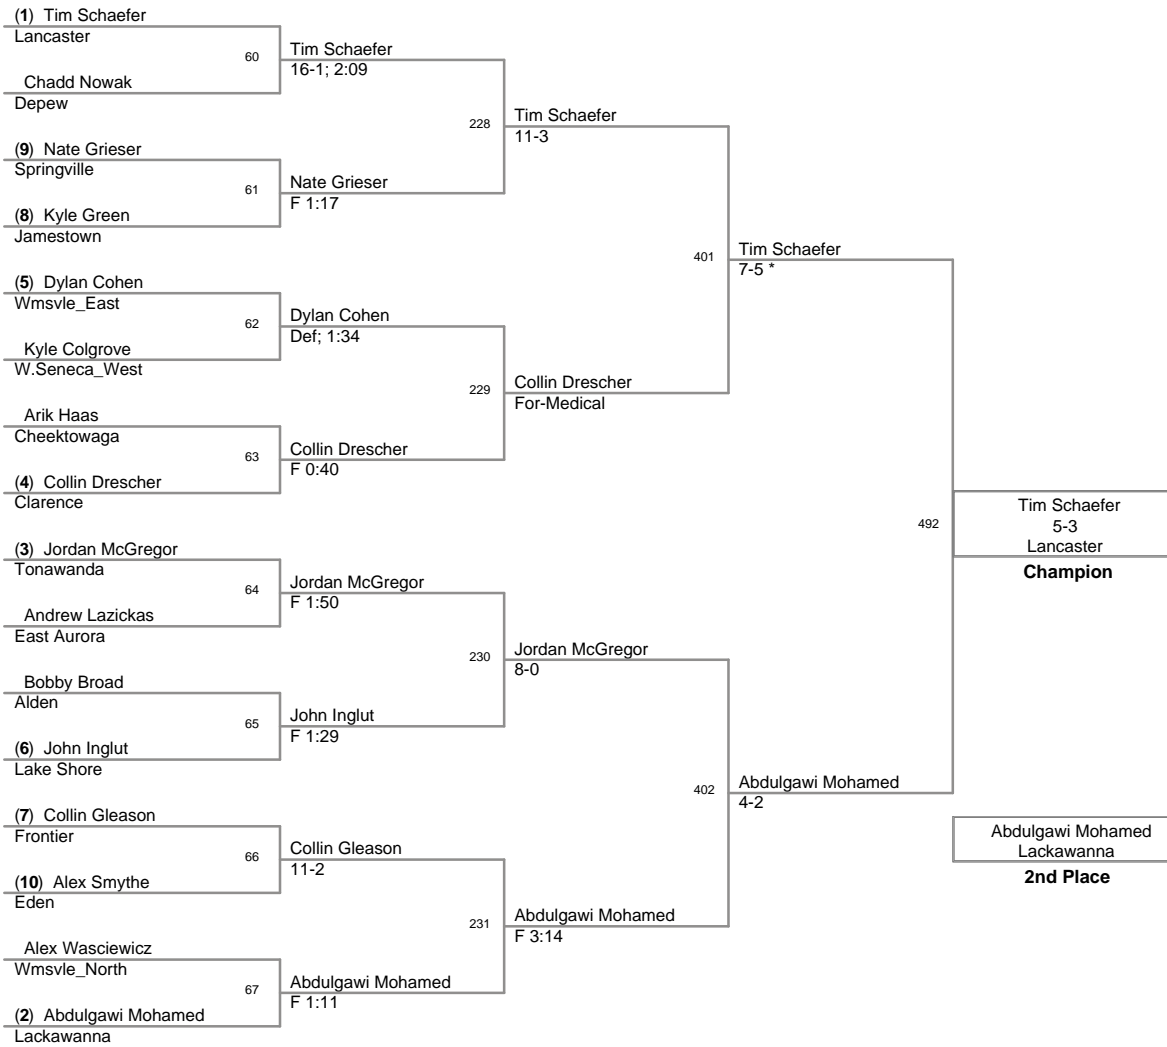 (1) Tim Schaefer
Lancaster
60
Tim Schaefer
16-1; 2:09
Chadd Nowak
Depew
228
Tim Schaefer
11-3
(9) Nate Grieser
Springville
61
Nate Grieser
F 1:17
(8) Kyle Green
Jamestown
401
Tim Schaefer
7-5 *
(5) Dylan Cohen
Wmsvle_East
62
Dylan Cohen
Def; 1:34
Kyle Colgrove
W.Seneca_West
229
Collin Drescher
For-Medical
Arik Haas
Cheektowaga
63
Collin Drescher
F 0:40
(4) Collin Drescher
Clarence
492
Tim Schaefer
5-3
Lancaster
Champion
(3) Jordan McGregor
Tonawanda
64
Jordan McGregor
F 1:50
Andrew Lazickas
East Aurora
230
Jordan McGregor
8-0
Bobby Broad
Alden
65
John Inglut
F 1:29
(6) John Inglut
Lake Shore
402
Abdulgawi Mohamed
4-2
(7) Collin Gleason
Frontier
66
Collin Gleason
11-2
(10) Alex Smythe
Eden
231
Abdulgawi Mohamed
F 3:14
Alex Wasciewicz
Wmsvle_North
67
Abdulgawi Mohamed
F 1:11
(2) Abdulgawi Mohamed
Lackawanna
Abdulgawi Mohamed
Lackawanna
2nd Place